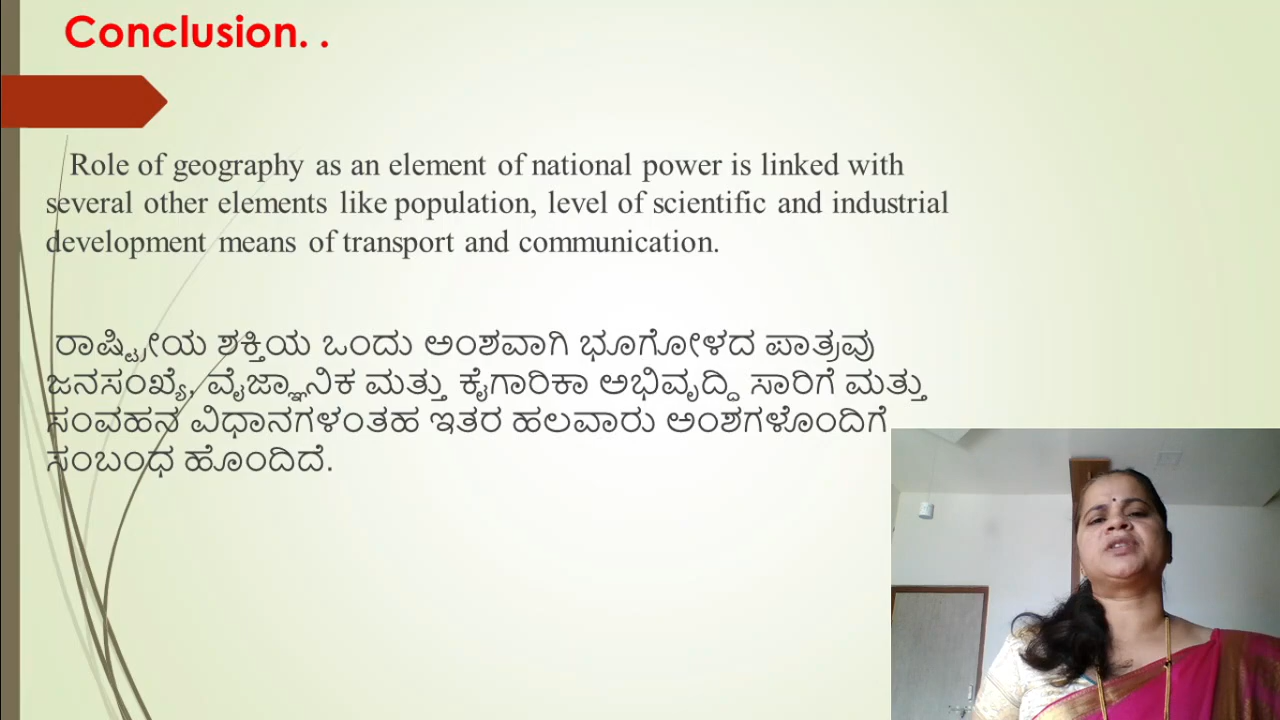 Conclusion. .
Role of geography as an element of national power is linked with
several other elements like population, level of scientific and industrial
development means of transport and communication.
ರಾಷ್ಟ್ರೀಯ ಶಕ್ತಿಯ ಒಂದು ಅಂಶವಾಗಿ ಭೂಗೋಳದ ಪಾತ್ರವು
ಜನಸಂಖ್ಯೆ, ವೈಜ್ಞಾನಿಕ ಮತ್ತು ಕೈಗಾರಿಕಾ ಅಭಿವೃದ್ಧಿ ಸಾರಿಗೆ ಮತ್ತು
ಸಂವಹನ ವಿಧಾನಗಳಂತಹ ಇತರ ಹಲವಾರು ಅಂಶಗಳೊಂದಿಗೆ
ಸಂಬಂಧ ಹೊಂದಿದೆ.